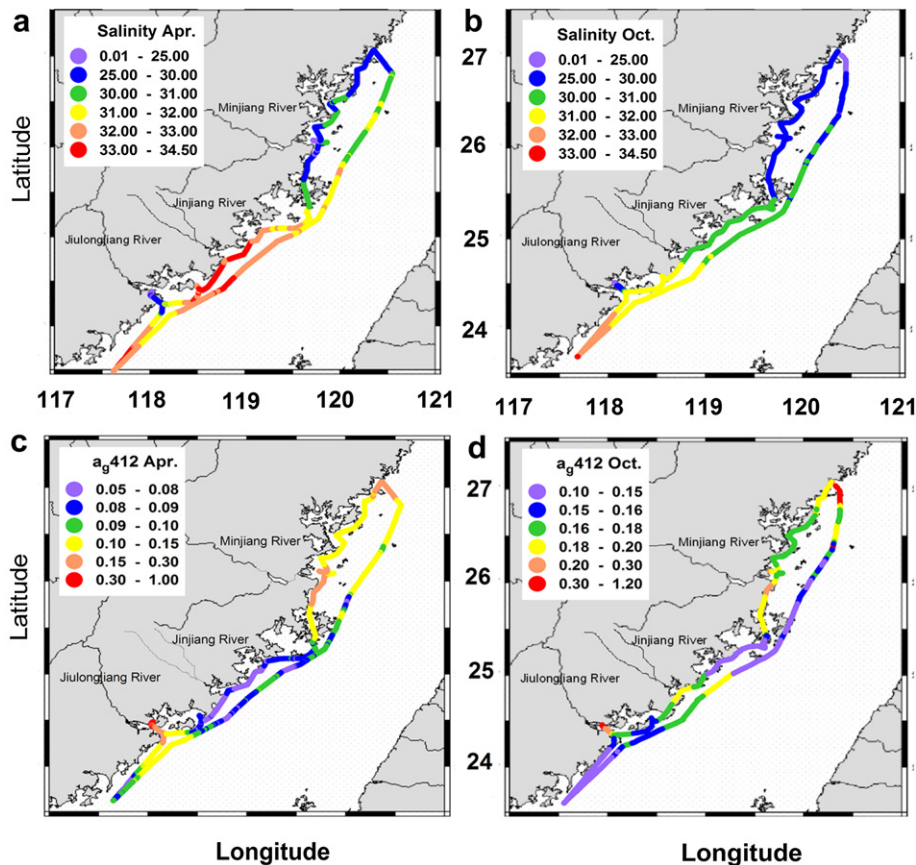 a
Salinity Apr.
0.01 - 25.00
25.00 - 30.00
30.00 - 31.00
31.00 - 32.00
32.00 - 33.00
33.00 - 34.50
Minjiang River
Jinjiang River
Jiulongjiang River
Latitude
27
26
25
24
117
118
119
120
121
b
Salinity Oct.
0.01 - 25.00
25.00 - 30.00
30.00 - 31.00
31.00 - 32.00
32.00 - 33.00
33.00 - 34.50
Minjiang River
Jinjiang River
Jiulongjiang River
27
26
25
24
117
118
119
120
121
c
ag412 Apr.
0.05 - 0.08
0.08 - 0.09
0.09 - 0.10
0.10 - 0.15
0.15 - 0.30
0.30 - 1.00
Minjiang River
Jinjiang River
Jiulongjiang River
Latitude
Longitude
d
ag412 Oct.
0.10 - 0.15
0.15 - 0.16
0.16 - 0.18
0.18 - 0.20
0.20 - 0.30
0.30 - 1.20
Minjiang River
Jinjiang River
Jiulongjiang River
27
26
25
24
Longitude